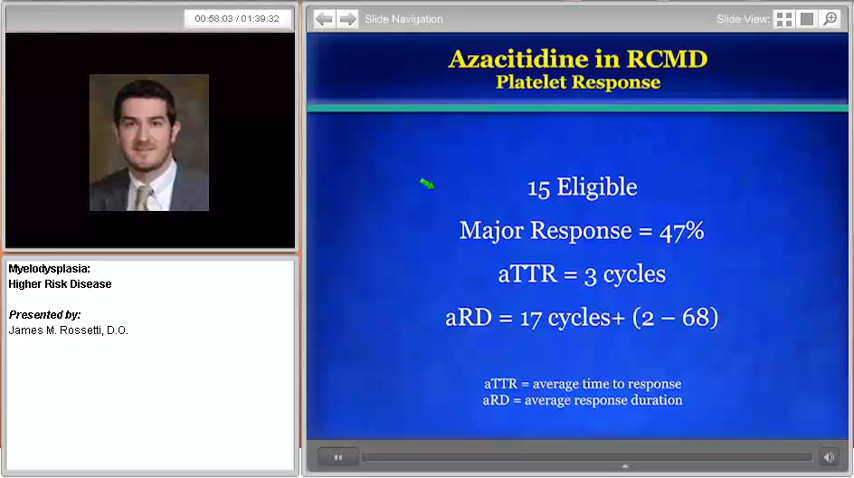 00:58:03 / 01:39:32
Slide Navigation
Slide View:
Myelodysplasia:
Higher Risk Disease
Presented by:
James M. Rossetti, D.O.
Azacitidine in RCMD
Platelet Response
15 Eligible
Major Response = 47%
aTTR = 3 cycles
aRD = 17 cycles+ (2 – 68)
aTTR = average time to response
aRD = average response duration